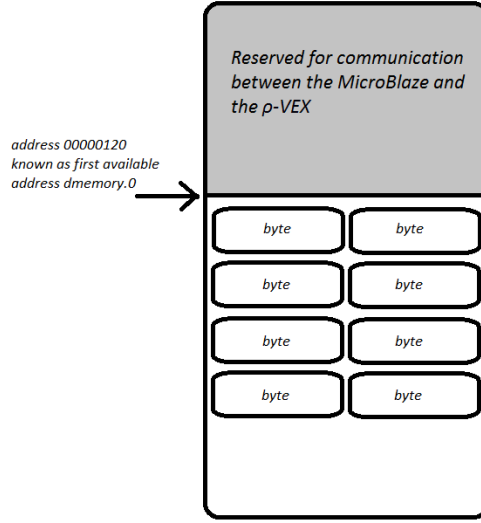 Reserved for communication
between the MicroBlaze and
the ρ-VEX
address 00000120
known as first available
address dmemory.0
byte byte
byte byte
byte byte
byte byte